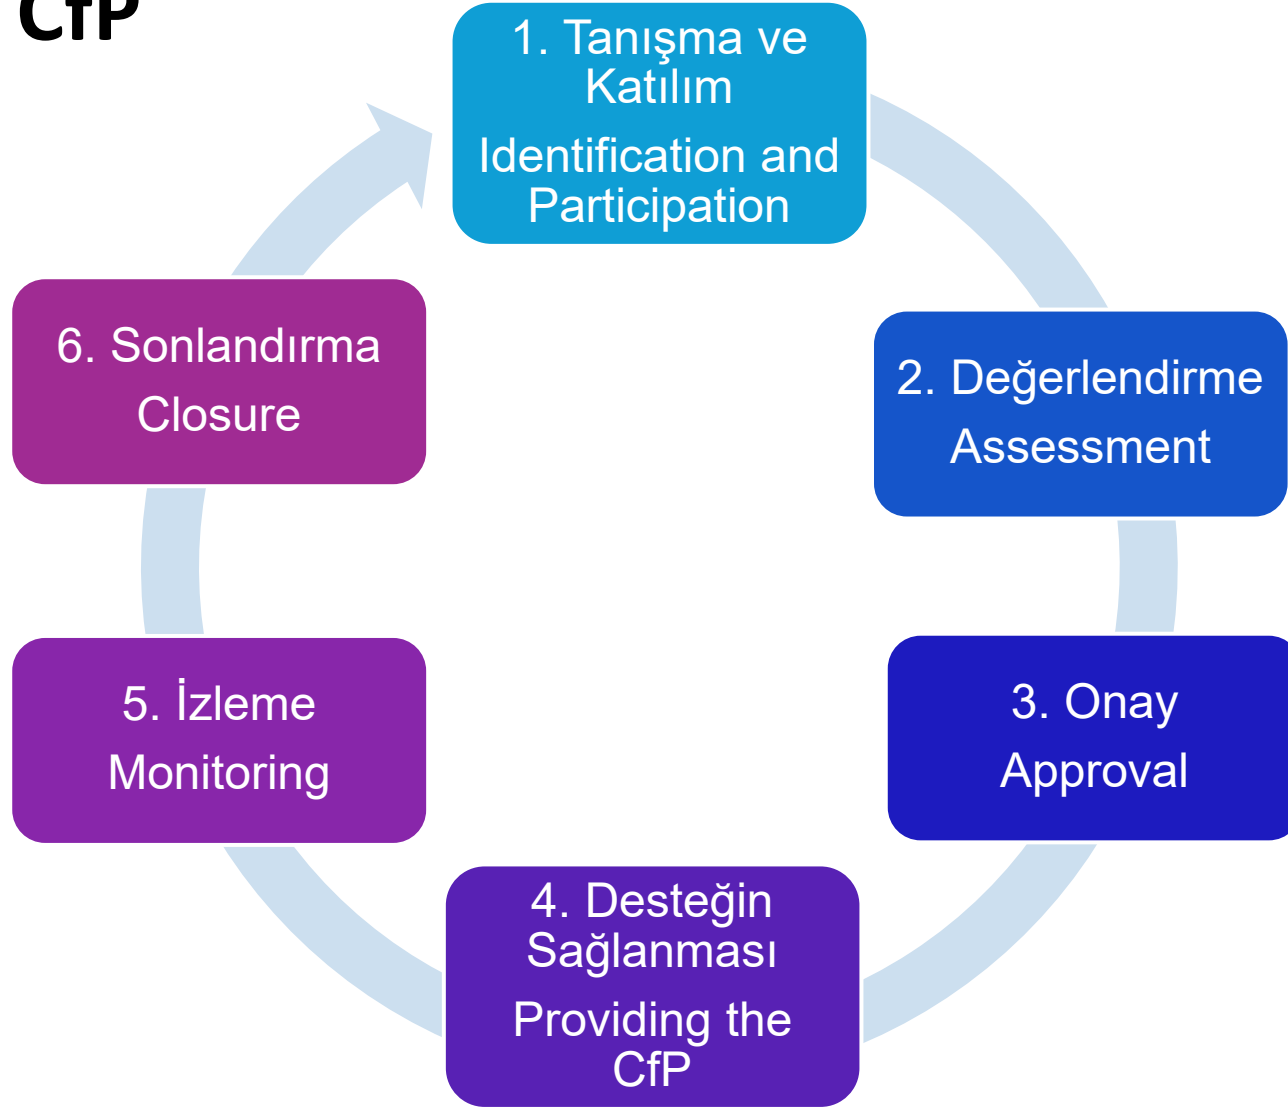 CfP
1. Tanışma ve
Katılım
Identification and
Participation
2. Değerlendirme
Assessment
3. Onay
Approval
4. Desteğin
Sağlanması
Providing the
CfP
5. İzleme
Monitoring
6. Sonlandırma
Closure